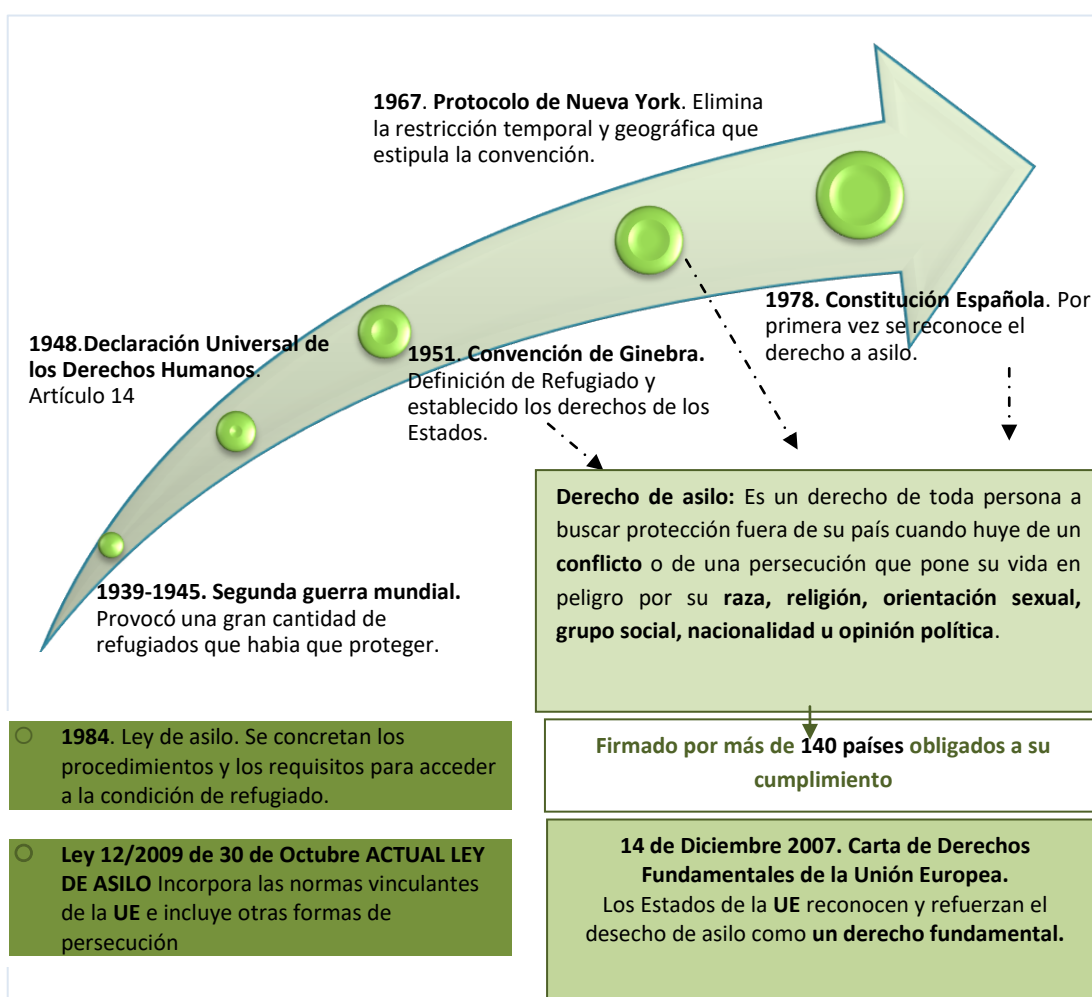 1967. Protocolo de Nueva York. Elimina
la restricción temporal y geográfica que
estipula la convención.
1978. Constitución Española. Por
primera vez se reconoce el
derecho a asilo.
1948.Declaración Universal de
los Derechos Humanos.
Artículo 14
1951. Convención de Ginebra.
Definición de Refugiado y
establecido los derechos de los
Estados.
1939-1945. Segunda guerra mundial.
Provocó una gran cantidad de
refugiados que habia que proteger.
Derecho de asilo: Es un derecho de toda persona a
buscar protección fuera de su país cuando huye de un
conflicto o de una persecución que pone su vida en
peligro por su raza, religión, orientación sexual,
grupo social, nacionalidad u opinión política.
1984. Ley de asilo. Se concretan los
procedimientos y los requisitos para acceder
a la condición de refugiado.
Firmado por más de 140 países obligados a su
cumplimiento
Ley 12/2009 de 30 de Octubre ACTUAL LEY
DE ASILO Incorpora las normas vinculantes
de la UE e incluye otras formas de
persecución
14 de Diciembre 2007. Carta de Derechos
Fundamentales de la Unión Europea.
Los Estados de la UE reconocen y refuerzan el
desecho de asilo como un derecho fundamental.